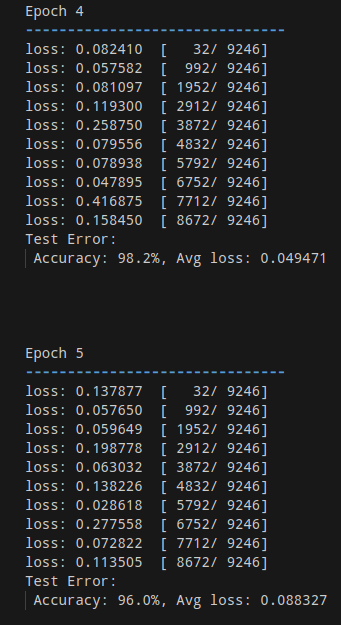 Epoch 4
-------------------------------
loss: 0.082410  [   32/ 9246]
loss: 0.057582  [  992/ 9246]
loss: 0.081097  [ 1952/ 9246]
loss: 0.119300  [ 2912/ 9246]
loss: 0.258750  [ 3872/ 9246]
loss: 0.079556  [ 4832/ 9246]
loss: 0.078938  [ 5792/ 9246]
loss: 0.047895  [ 6752/ 9246]
loss: 0.416875  [ 7712/ 9246]
loss: 0.158450  [ 8672/ 9246]
Test Error:
Accuracy: 98.2%, Avg loss: 0.049471
Epoch 5
-------------------------------
loss: 0.137877  [   32/ 9246]
loss: 0.057650  [  992/ 9246]
loss: 0.059649  [ 1952/ 9246]
loss: 0.198778  [ 2912/ 9246]
loss: 0.063032  [ 3872/ 9246]
loss: 0.138226  [ 4832/ 9246]
loss: 0.028618  [ 5792/ 9246]
loss: 0.277558  [ 6752/ 9246]
loss: 0.072822  [ 7712/ 9246]
loss: 0.113505  [ 8672/ 9246]
Test Error:
Accuracy: 96.0%, Avg loss: 0.088327